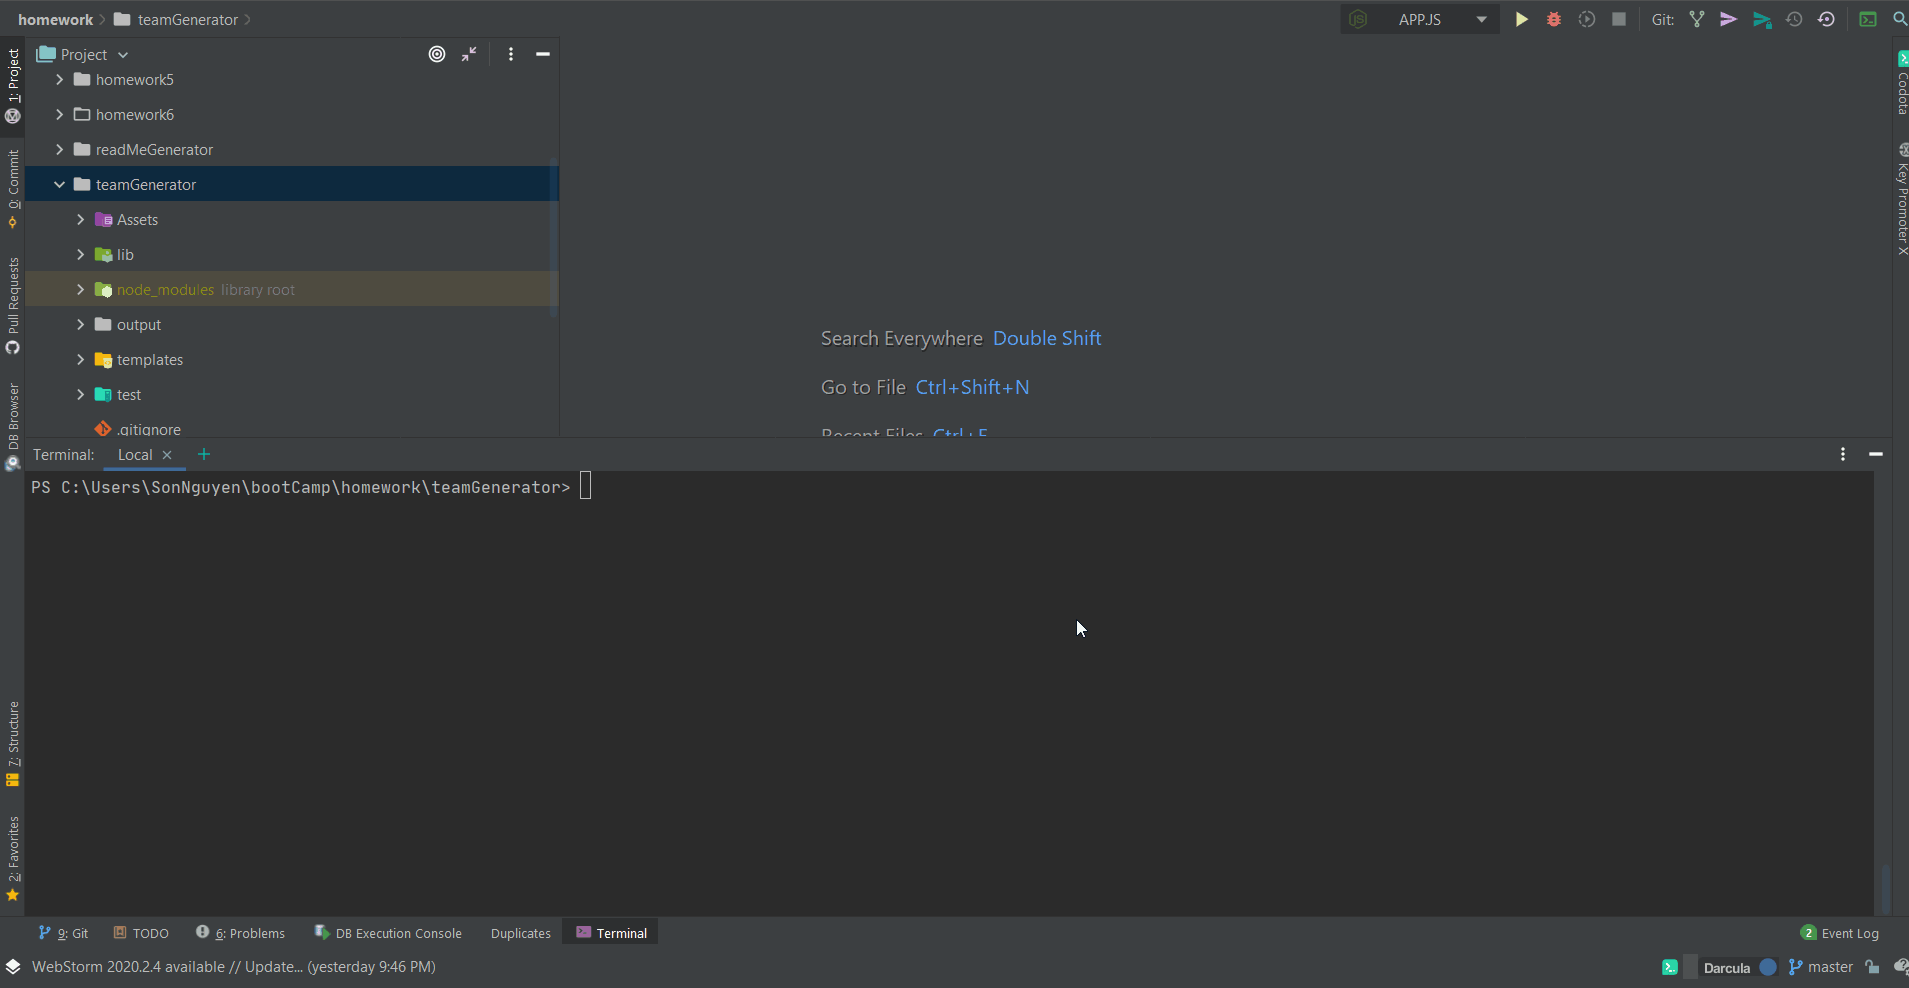 homework teamGenerator
APP.JS
Git:
1: Project
0: Commit
Pull Requests
DB Browser
7: Structure
2: Favorites
Project
homework5
homework6
readMeGenerator
teamGenerator
Assets
lib
node_modules library root
output
templates
test
.gitignore
Search Everywhere Double Shift
Go to File Ctrl+Shift+N
Recent Files Ctrl+E
Codota
Key Promoter X
Terminal: Local
PS C:\Users\SonNguyen\bootCamp\homework\teamGenerator>
9: Git TODO 6: Problems DB Execution Console Duplicates Terminal 2 Event Log
WebStorm 2020.2.4 available // Update... (yesterday 9:46 PM) Darcula master